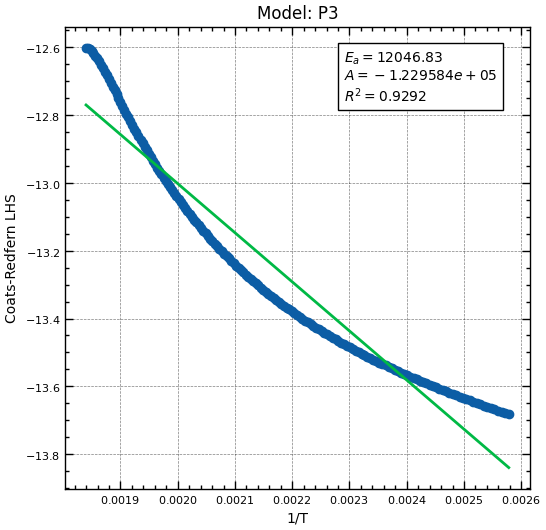 Model: P3
Eₐ = 12046.83
A = −1.229584e + 05
R² = 0.9292
−12.6
−12.8
−13.0
−13.2
−13.4
−13.6
−13.8
Coats-Redfern LHS
0.0019 0.0020 0.0021 0.0022 0.0023 0.0024 0.0025 0.0026
1/T